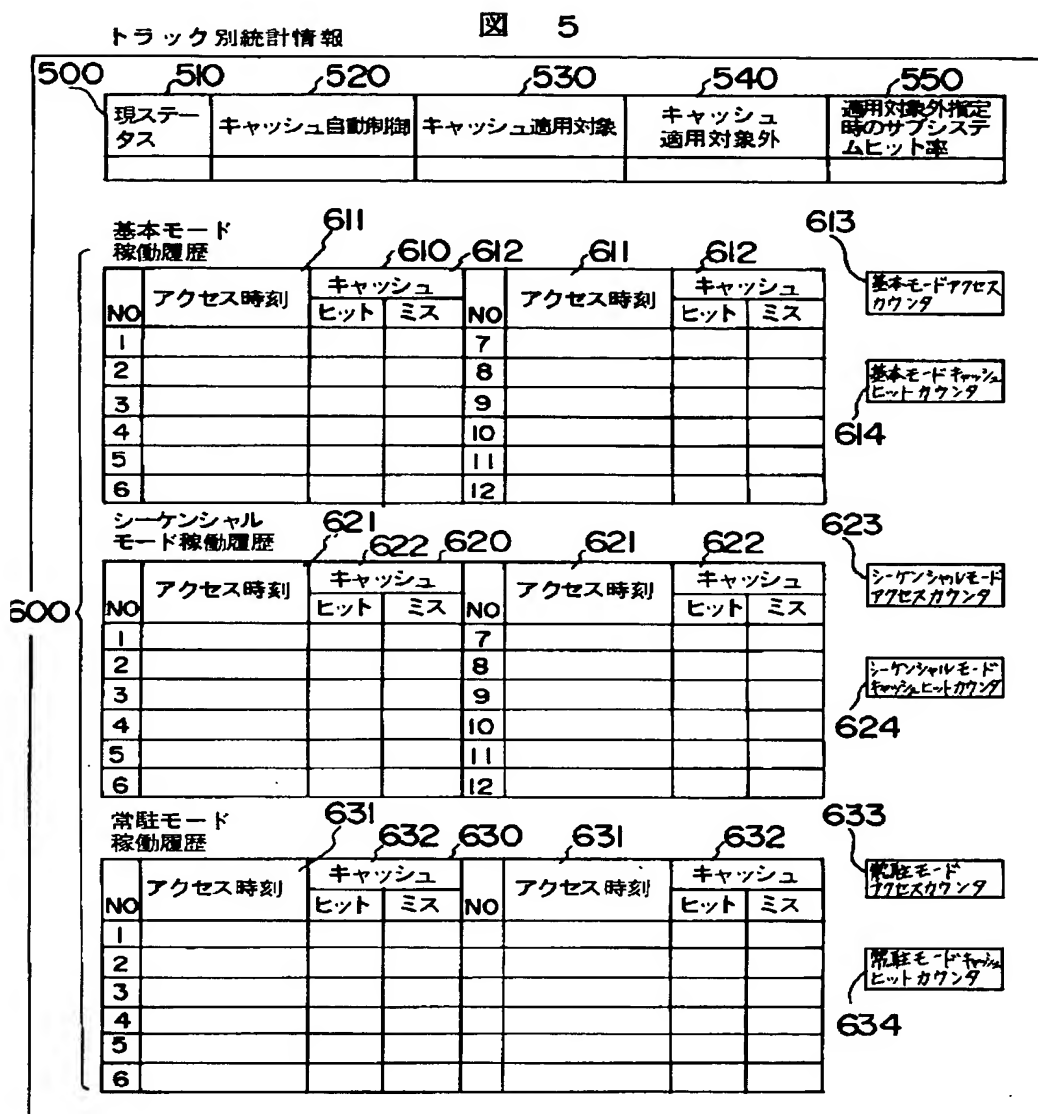 図 5
トラック別統計情報
500 510 520 530 540 550
現ステー
タス
キャッシュ自動制御
キャッシュ適用対象
キャッシュ
適用対象外
適用対象外指定
時のサブシステ
ムヒット率
600
基本モード
稼働履歴
611 610 612 611 612
NO アクセス時刻 キャッシュ NO アクセス時刻 キャッシュ
ヒット ミス ヒット ミス
1 7
2 8
3 9
4 10
5 11
6 12
613
基本モードアクセス
カウンタ
基本モードキャッシュ
ヒットカウンタ
614
シーケンシャル
モード稼働履歴
621 622 620 621 622
NO アクセス時刻 キャッシュ NO アクセス時刻 キャッシュ
ヒット ミス ヒット ミス
1 7
2 8
3 9
4 10
5 11
6 12
623
シーケンシャルモード
アクセスカウンタ
シーケンシャルモード
キャッシュヒットカウンタ
624
常駐モード
稼働履歴
631 632 630 631 632
NO アクセス時刻 キャッシュ NO アクセス時刻 キャッシュ
ヒット ミス ヒット ミス
1
2
3
4
5
6
633
常駐モード
アクセスカウンタ
常駐モードキャッシュ
ヒットカウンタ
634